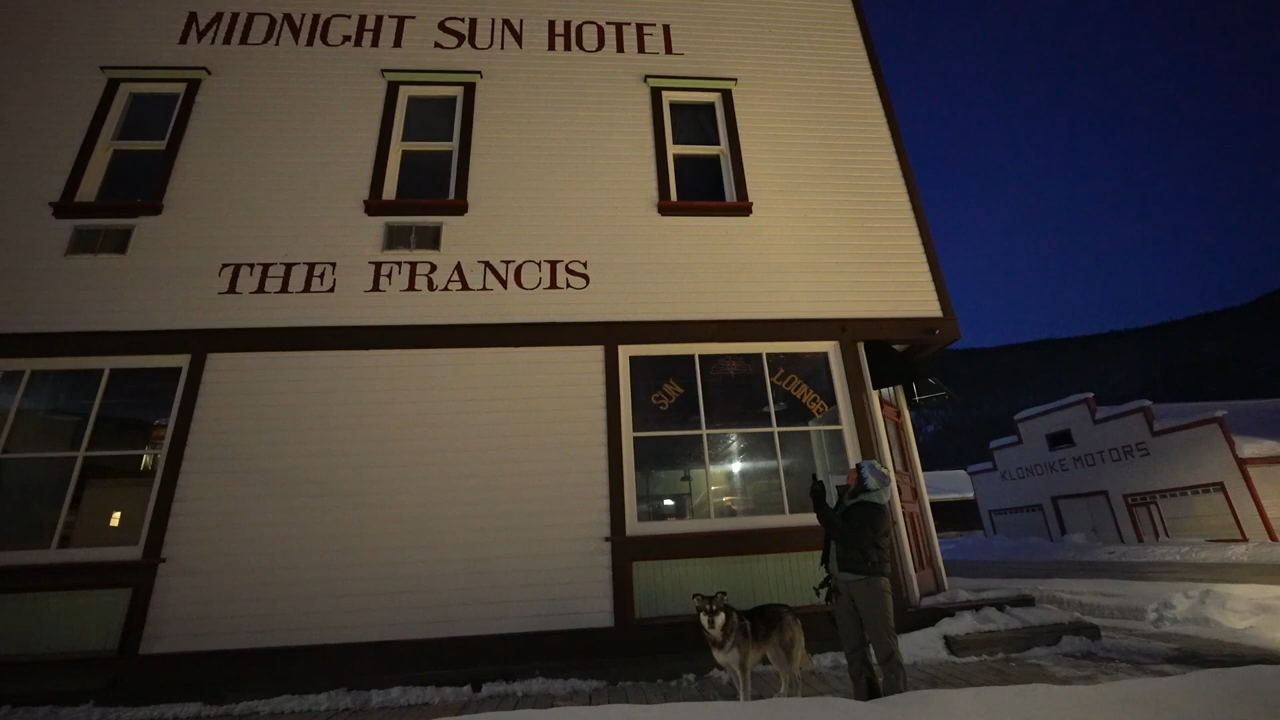 MIDNIGHT SUN HOTEL
THE FRANCIS
SUN LOUNGE
KLONDIKE MOTORS